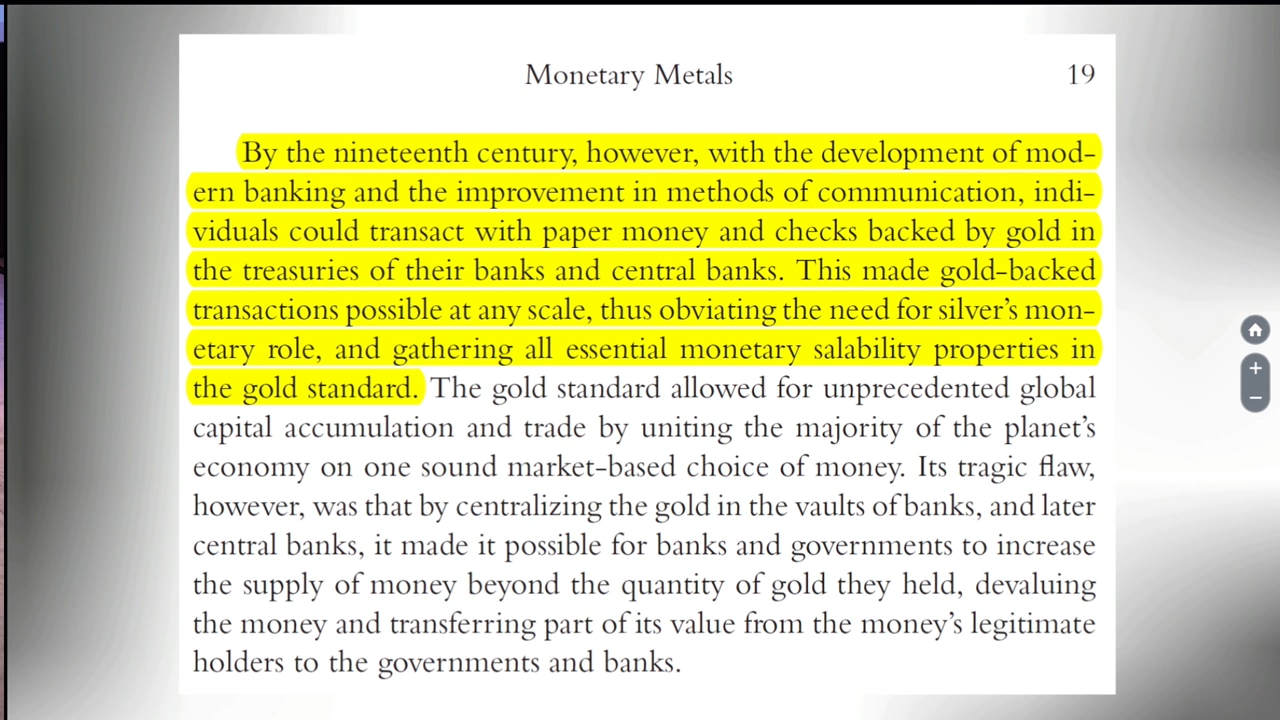 Monetary Metals 19
By the nineteenth century, however, with the development of mod-
ern banking and the improvement in methods of communication, indi-
viduals could transact with paper money and checks backed by gold in
the treasuries of their banks and central banks. This made gold-backed
transactions possible at any scale, thus obviating the need for silver’s mon-
etary role, and gathering all essential monetary salability properties in
the gold standard. The gold standard allowed for unprecedented global
capital accumulation and trade by uniting the majority of the planet’s
economy on one sound market-based choice of money. Its tragic flaw,
however, was that by centralizing the gold in the vaults of banks, and later
central banks, it made it possible for banks and governments to increase
the supply of money beyond the quantity of gold they held, devaluing
the money and transferring part of its value from the money’s legitimate
holders to the governments and banks.